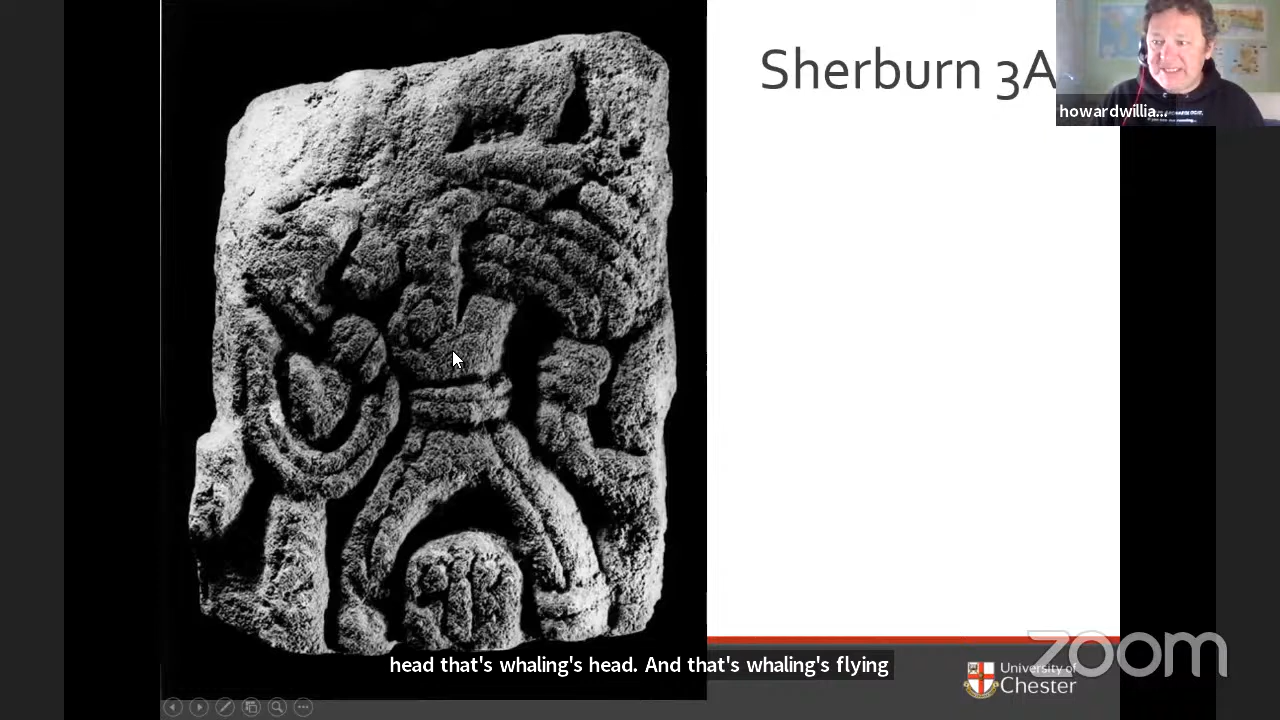 Sherburn 3A
howardwillia...
head that's whaling's head. And that's whaling's flying
zoom
University of
Chester